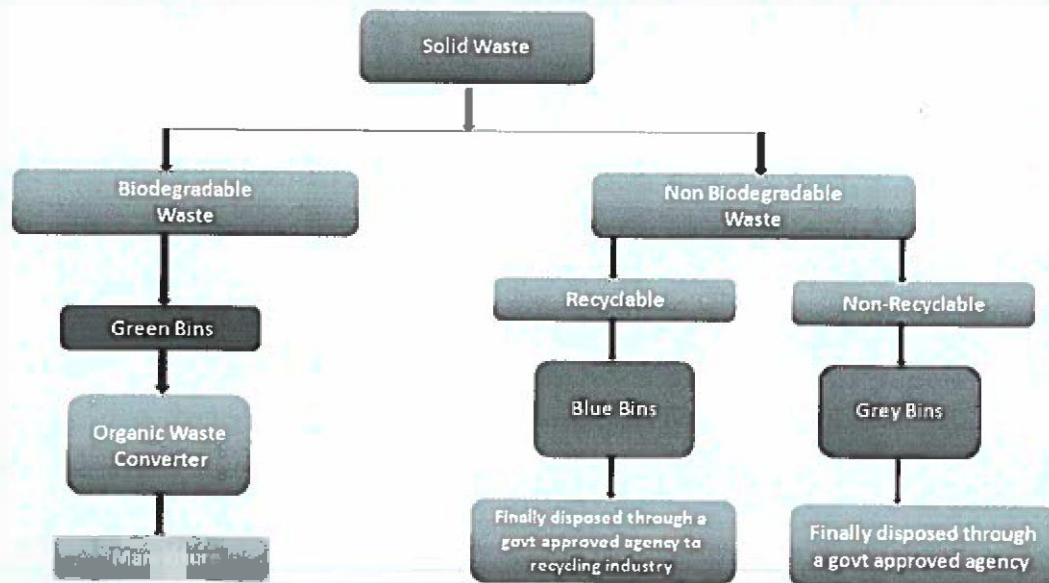 Solid Waste
Biodegradable
Waste
Non Biodegradable
Waste
Recyclable
Non-Recyclable
Green Bins
Blue Bins
Grey Bins
Organic Waste
Converter
Finally disposed through a
govt approved agency to
recycling industry
Finally disposed through
a govt approved agency